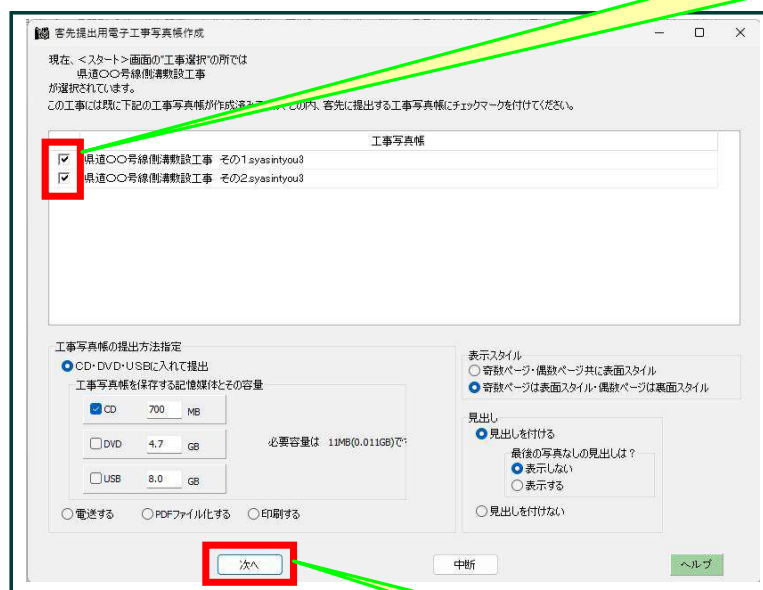 客先提出用電子工事写真帳作成
現在、<スタート>画面の"工事選択"の所では
県道〇〇号線側溝敷設工事
が選択されています。
この工事には既に下記の工事写真帳が作成済み この内、客先に提出する工事写真帳にチェックマークを付けてください。
工事写真帳
県道〇〇号線側溝敷設工事 その1.syasintyou3
県道〇〇号線側溝敷設工事 その2.syasintyou3
工事写真帳の提出方法指定
CD・DVD・USBに入れて提出
工事写真帳を保存する記憶媒体とその容量
CD 700 MB
DVD 4.7 GB
必要容量は 11MB(0.011GB)で
USB 8.0 GB
電送する PDFファイル化する 印刷する
表示スタイル
奇数ページ・偶数ページ共に表面スタイル
奇数ページは表面スタイル・偶数ページは裏面スタイル
見出し
見出しを付ける
最後の写真なしの見出しは?
表示しない
表示する
見出しを付けない
次へ 中断 ヘルプ